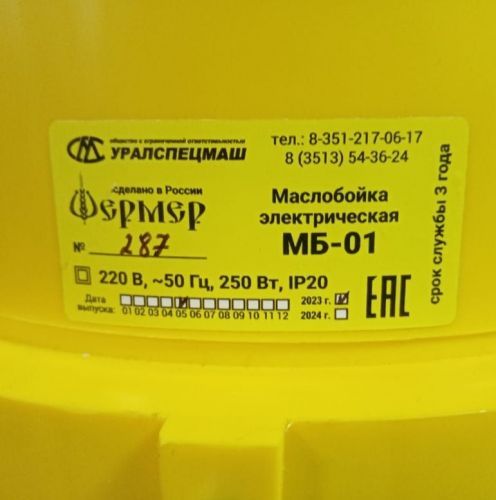 общество с ограниченной ответственностью
УРАЛСПЕЦМАШ
тел.: 8-351-217-06-17
8 (3513) 54-36-24
сделано в России
Фермер
№ 287
Маслобойка
электрическая
МБ-01
220 В, ~50 Гц, 250 Вт, IP20
Дата
выпуска:
01 02 03 04 05 06 07 08 09 10 11 12
2023 г.
2024 г.
ЕАС
срок службы 3 года